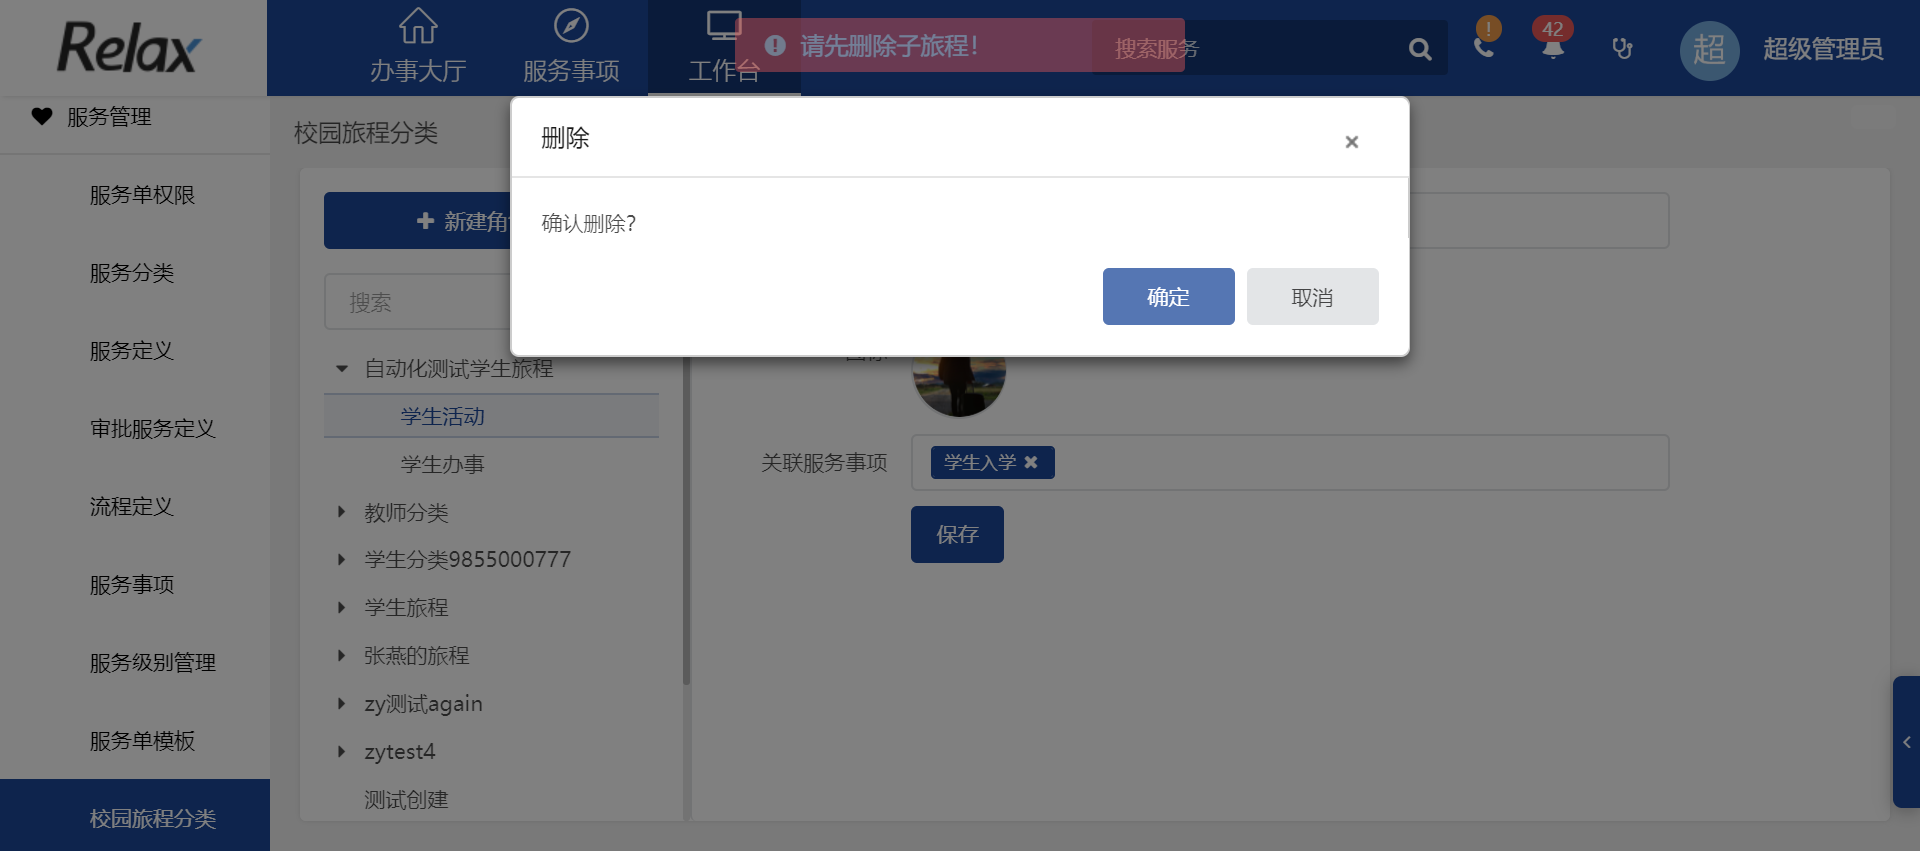 Relax
办事大厅
服务事项
工作台
请先删除子旅程!
搜索服务
!
42
超
超级管理员
服务管理
服务单权限
服务分类
服务定义
审批服务定义
流程定义
服务事项
服务级别管理
服务单模板
校园旅程分类
校园旅程分类
删除
×
确认删除?
确定
取消
新建角
搜索
自动化测试学生旅程
学生活动
学生办事
教师分类
学生分类9855000777
学生旅程
张燕的旅程
zy测试again
zytest4
测试创建
关联服务事项
学生入学
保存